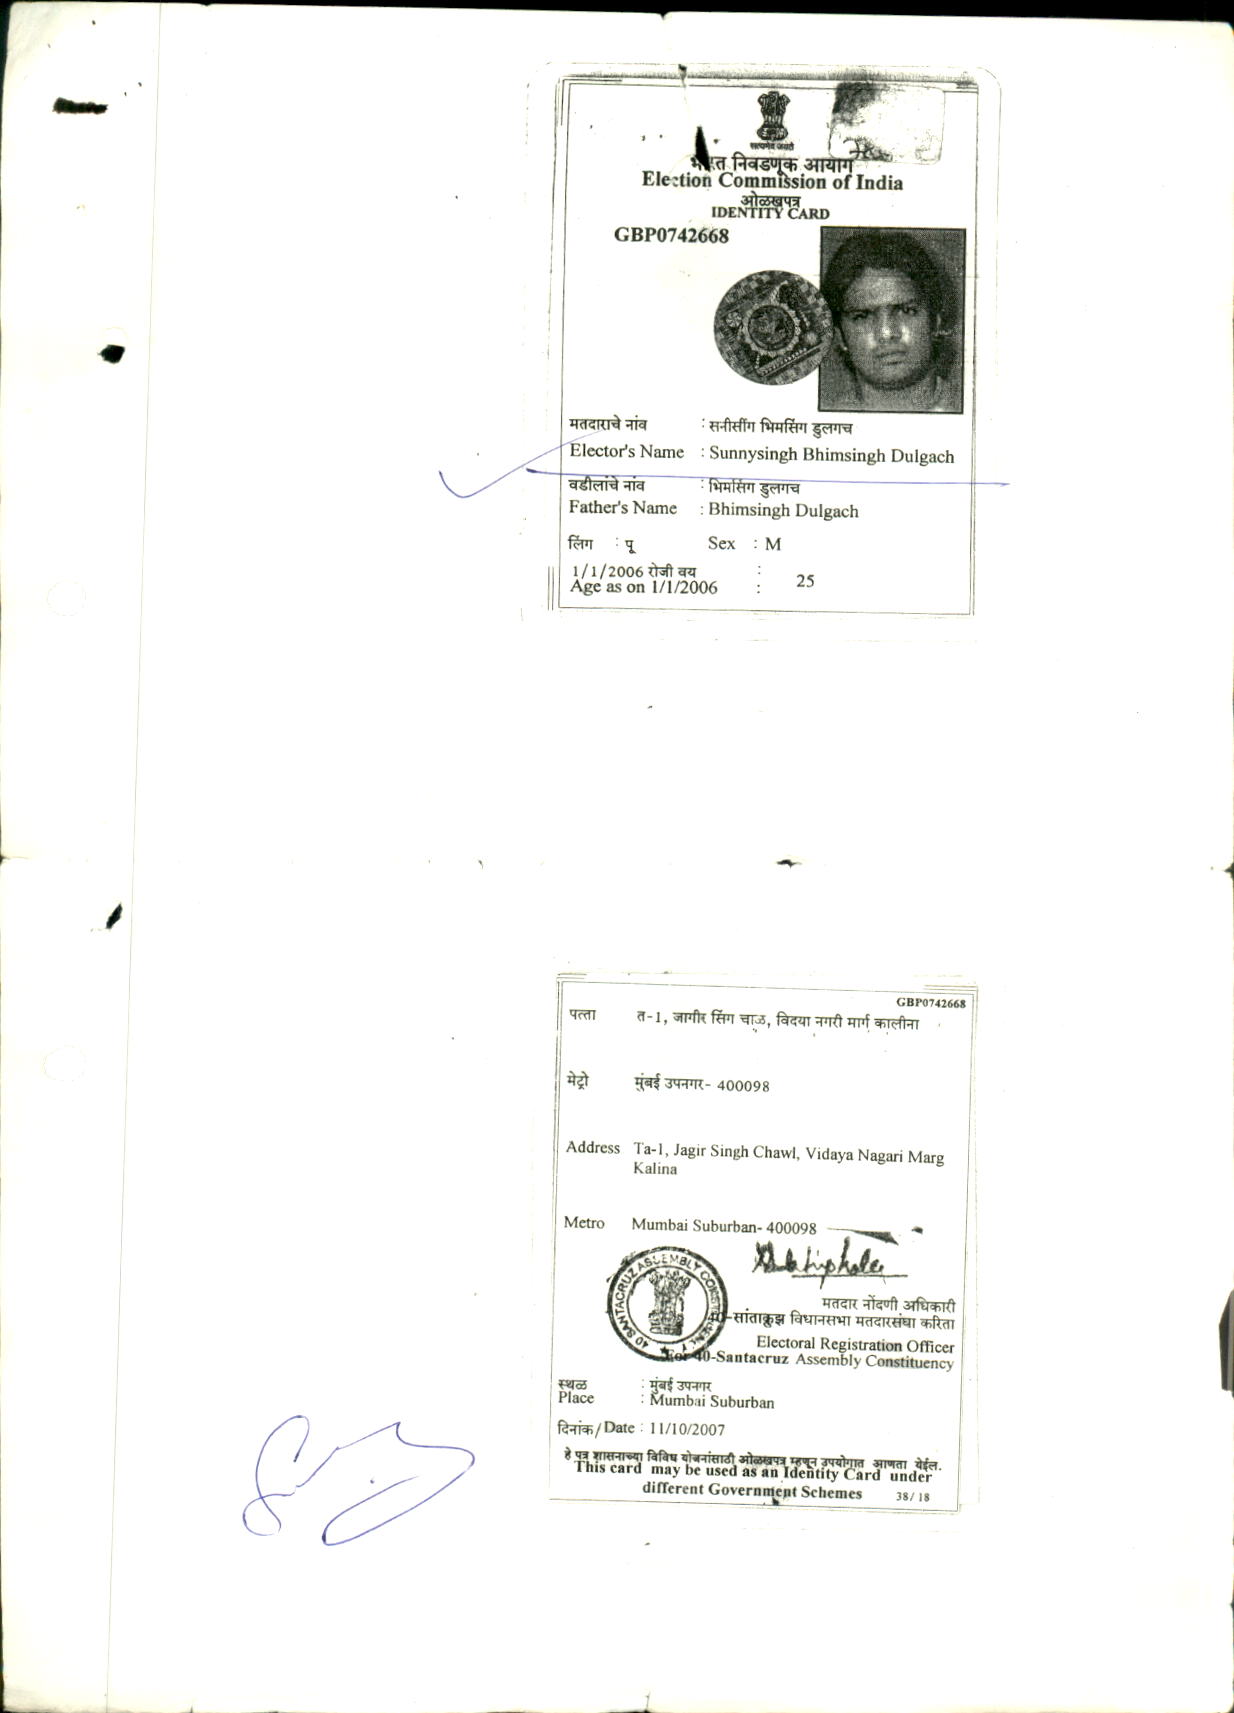 सत्यमेव जयते
भारत निवडणूक आयोग
Election Commission of India
ओळखपत्र
IDENTITY CARD
GBP0742668
मतदाराचे नांव : सनीसींग भिमसिंग डुलगच
Elector's Name : Sunnysingh Bhimsingh Dulgach
वडीलांचे नांव : भिमसिंग डुलगच
Father's Name : Bhimsingh Dulgach
लिंग : पू Sex : M
1/1/2006 रोजी वय :
Age as on 1/1/2006 : 25
GBP0742668
पत्ता त-1, जागीर सिंग चाळ, विदया नगरी मार्ग कालीना
मेट्रो मुंबई उपनगर- 400098
Address Ta-1, Jagir Singh Chawl, Vidaya Nagari Marg
Kalina
Metro Mumbai Suburban- 400098
40 SANTACRUZ ASSEMBLY CONSTITUENCY
मतदार नोंदणी अधिकारी
40-सांताक्रुझ विधानसभा मतदारसंघा करिता
Electoral Registration Officer
For 40-Santacruz Assembly Constituency
स्थळ : मुंबई उपनगर
Place : Mumbai Suburban
दिनांक/Date : 11/10/2007
हे पत्र शासनाच्या विविध योजनांसाठी ओळखपत्र म्हणून उपयोगात आणता येईल.
This card may be used as an Identity Card under
different Government Schemes 38/18